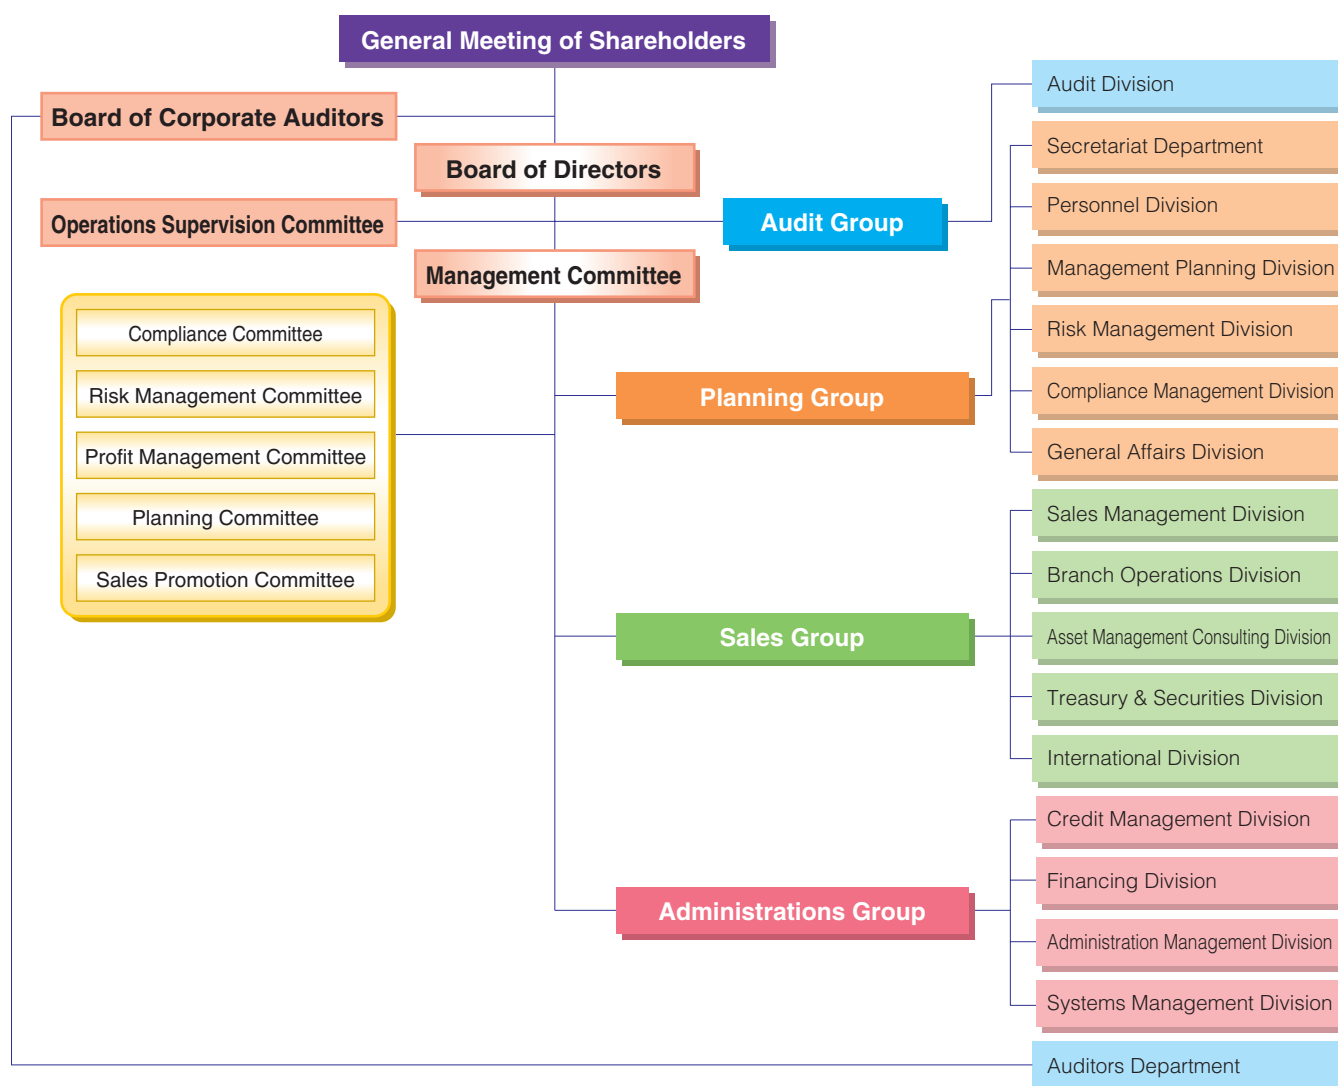 General Meeting of Shareholders
Board of Corporate Auditors
Board of Directors
Operations Supervision Committee
Audit Group
Management Committee
Compliance Committee
Risk Management Committee
Profit Management Committee
Planning Committee
Sales Promotion Committee
Planning Group
Sales Group
Administrations Group
Audit Division
Secretariat Department
Personnel Division
Management Planning Division
Risk Management Division
Compliance Management Division
General Affairs Division
Sales Management Division
Branch Operations Division
Asset Management Consulting Division
Treasury & Securities Division
International Division
Credit Management Division
Financing Division
Administration Management Division
Systems Management Division
Auditors Department